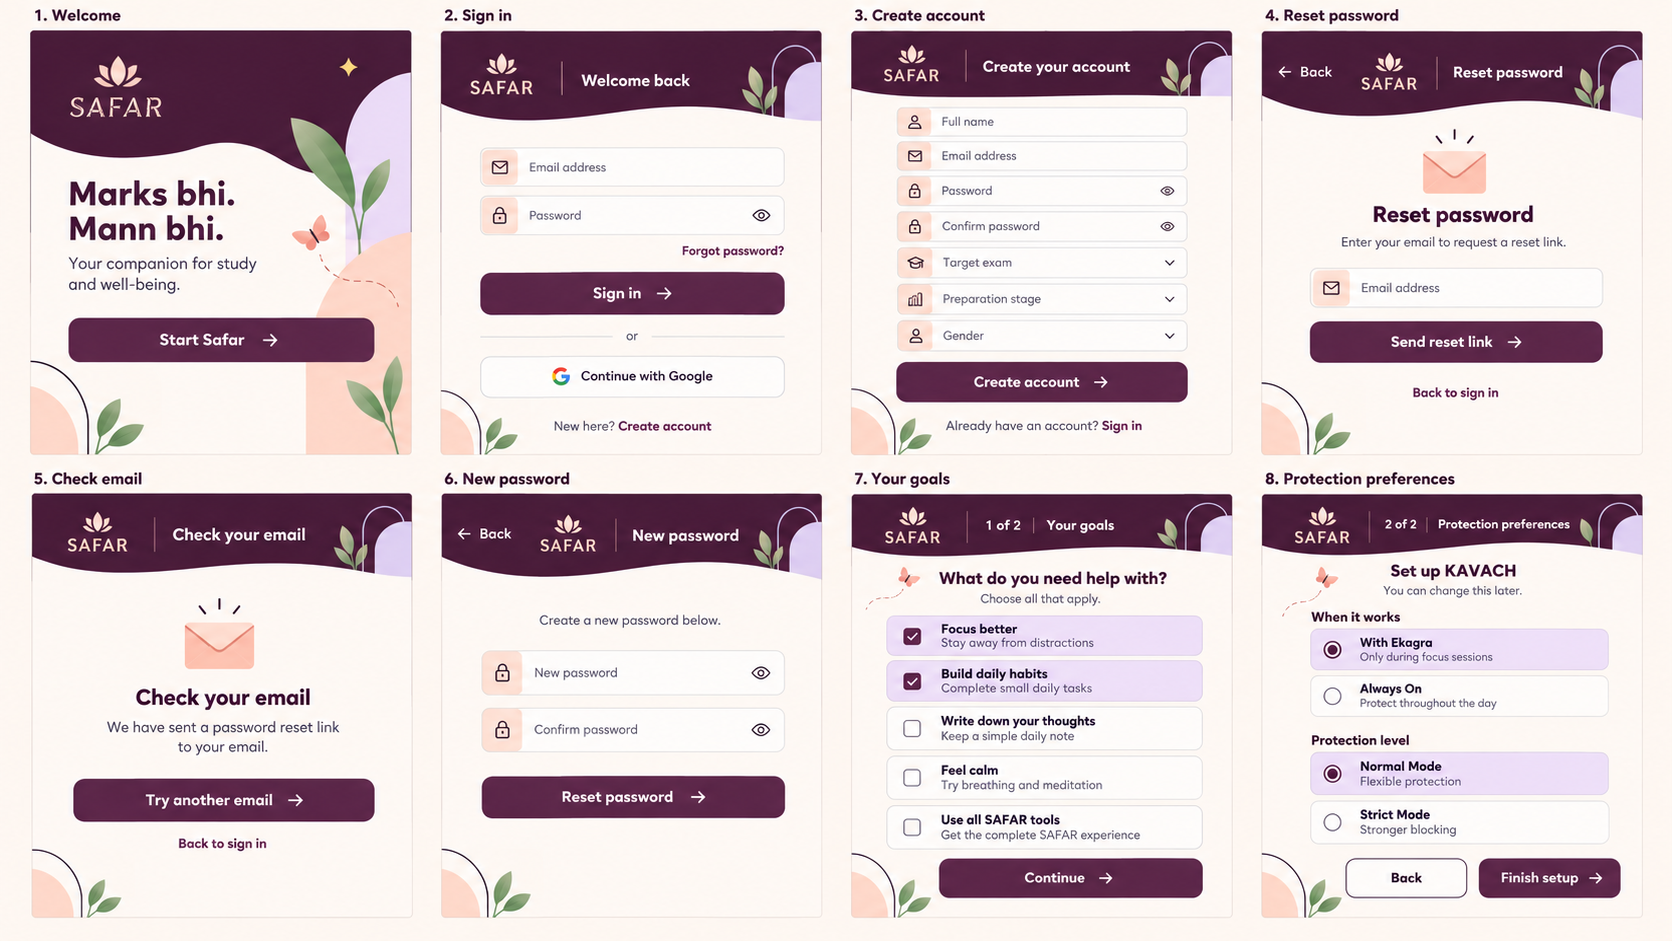 1. Welcome
SAFAR
Marks bhi.
Mann bhi.
Your companion for study
and well-being.
Start Safar
2. Sign in
SAFAR
Welcome back
Email address
Password
Forgot password?
Sign in
or
Continue with Google
New here? Create account
3. Create account
SAFAR
Create your account
Full name
Email address
Password
Confirm password
Target exam
Preparation stage
Gender
Create account
Already have an account? Sign in
4. Reset password
Back
SAFAR
Reset password
Reset password
Enter your email to request a reset link.
Email address
Send reset link
Back to sign in
5. Check email
SAFAR
Check your email
Check your email
We have sent a password reset link
to your email.
Try another email
Back to sign in
6. New password
Back
SAFAR
New password
Create a new password below.
New password
Confirm password
Reset password
7. Your goals
SAFAR
1 of 2
Your goals
What do you need help with?
Choose all that apply.
Focus better
Stay away from distractions
Build daily habits
Complete small daily tasks
Write down your thoughts
Keep a simple daily note
Feel calm
Try breathing and meditation
Use all SAFAR tools
Get the complete SAFAR experience
Continue
8. Protection preferences
SAFAR
2 of 2
Protection preferences
Set up KAVACH
You can change this later.
When it works
With Ekagra
Only during focus sessions
Always On
Protect throughout the day
Protection level
Normal Mode
Flexible protection
Strict Mode
Stronger blocking
Back
Finish setup